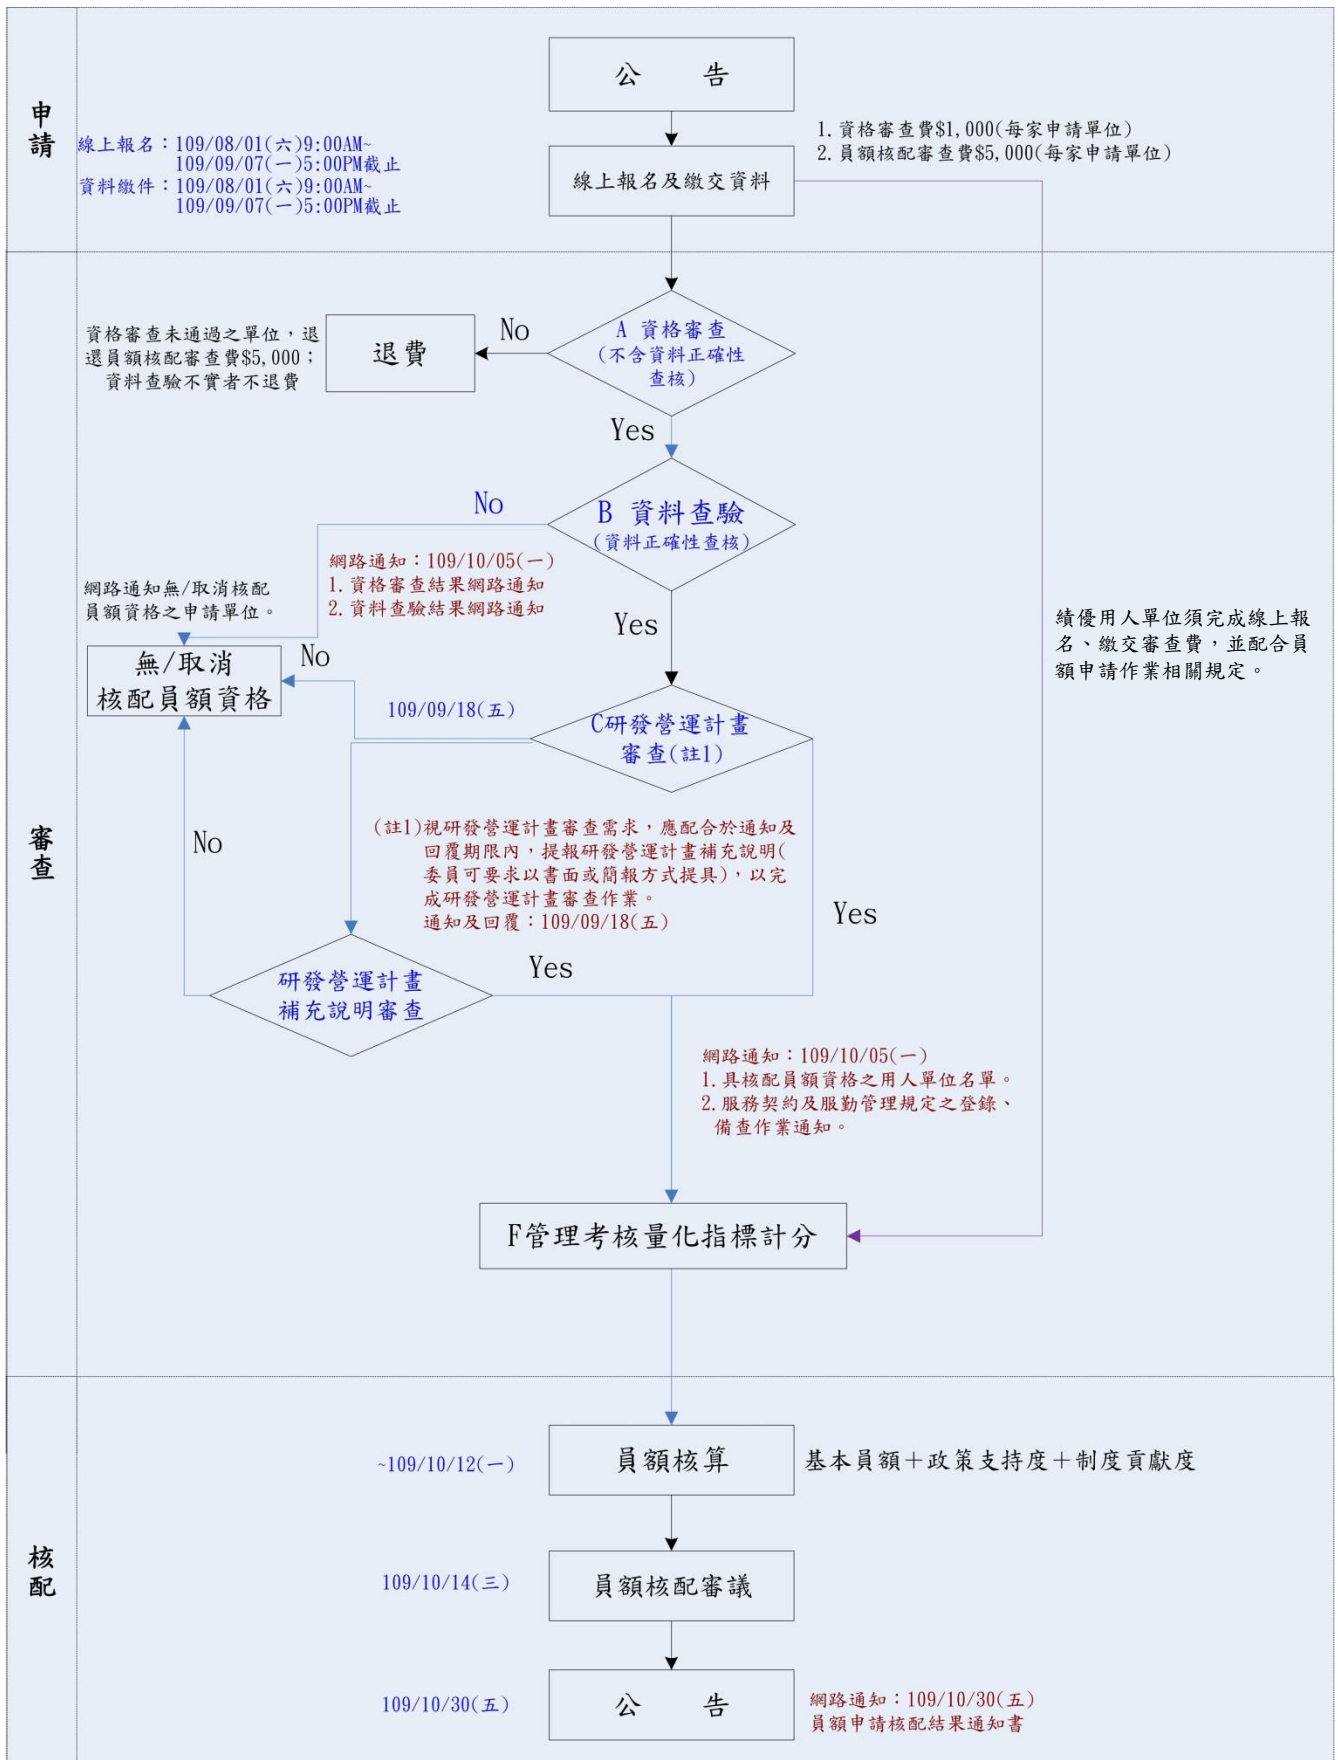 申
請
公 告
1. 資格審查費$1,000(每家申請單位)
2. 員額核配審查費$5,000(每家申請單位)
線上報名：109/08/01(六)9:00AM~
109/09/07(一)5:00PM截止
資料繳件：109/08/01(六)9:00AM~
109/09/07(一)5:00PM截止
線上報名及繳交資料
審
查
A 資格審查
(不含資料正確性
查核)
No
退費
資格審查未通過之單位，退
還員額核配審查費$5,000；
資料查驗不實者不退費
Yes
B 資料查驗
(資料正確性查核)
No
網路通知：109/10/05(一)
1. 資格審查結果網路通知
2. 資料查驗結果網路通知
網路通知無/取消核配
員額資格之申請單位。
Yes
績優用人單位須完成線上報
名、繳交審查費，並配合員
額申請作業相關規定。
無/取消
核配員額資格
No
109/09/18(五)
C研發營運計畫
審查(註1)
(註1)視研發營運計畫審查需求，應配合於通知及
回覆期限內，提報研發營運計畫補充說明(
委員可要求以書面或簡報方式提具)，以完
成研發營運計畫審查作業。
通知及回覆：109/09/18(五)
No
Yes
研發營運計畫
補充說明審查
Yes
網路通知：109/10/05(一)
1. 具核配員額資格之用人單位名單。
2. 服務契約及服勤管理規定之登錄、
備查作業通知。
F管理考核量化指標計分
核
配
~109/10/12(一)
員額核算
基本員額＋政策支持度＋制度貢獻度
109/10/14(三)
員額核配審議
109/10/30(五)
公 告
網路通知：109/10/30(五)
員額申請核配結果通知書